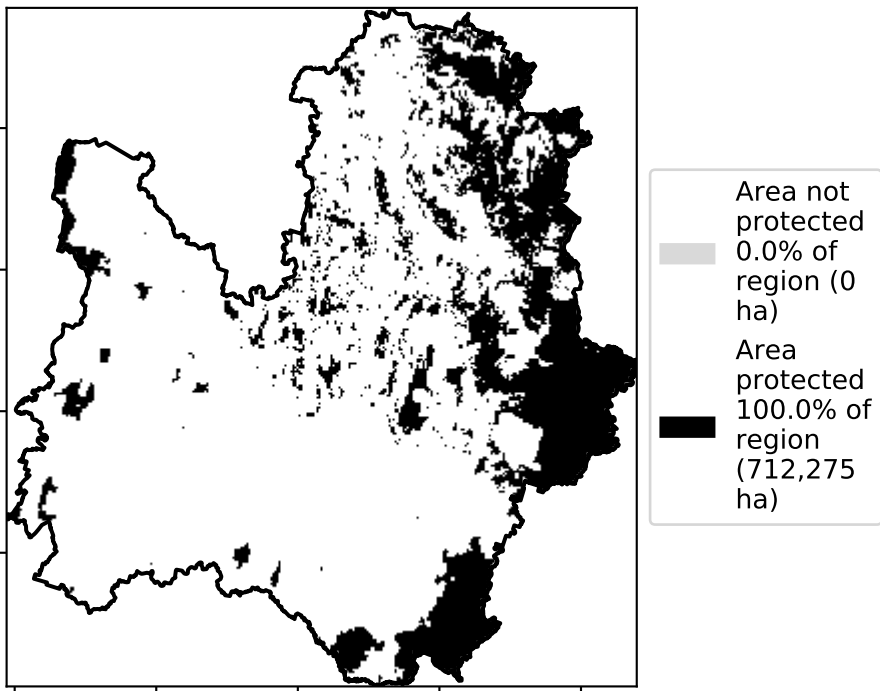 Area not
protected
0.0% of
region (0
ha)
Area
protected
100.0% of
region
(712,275
ha)